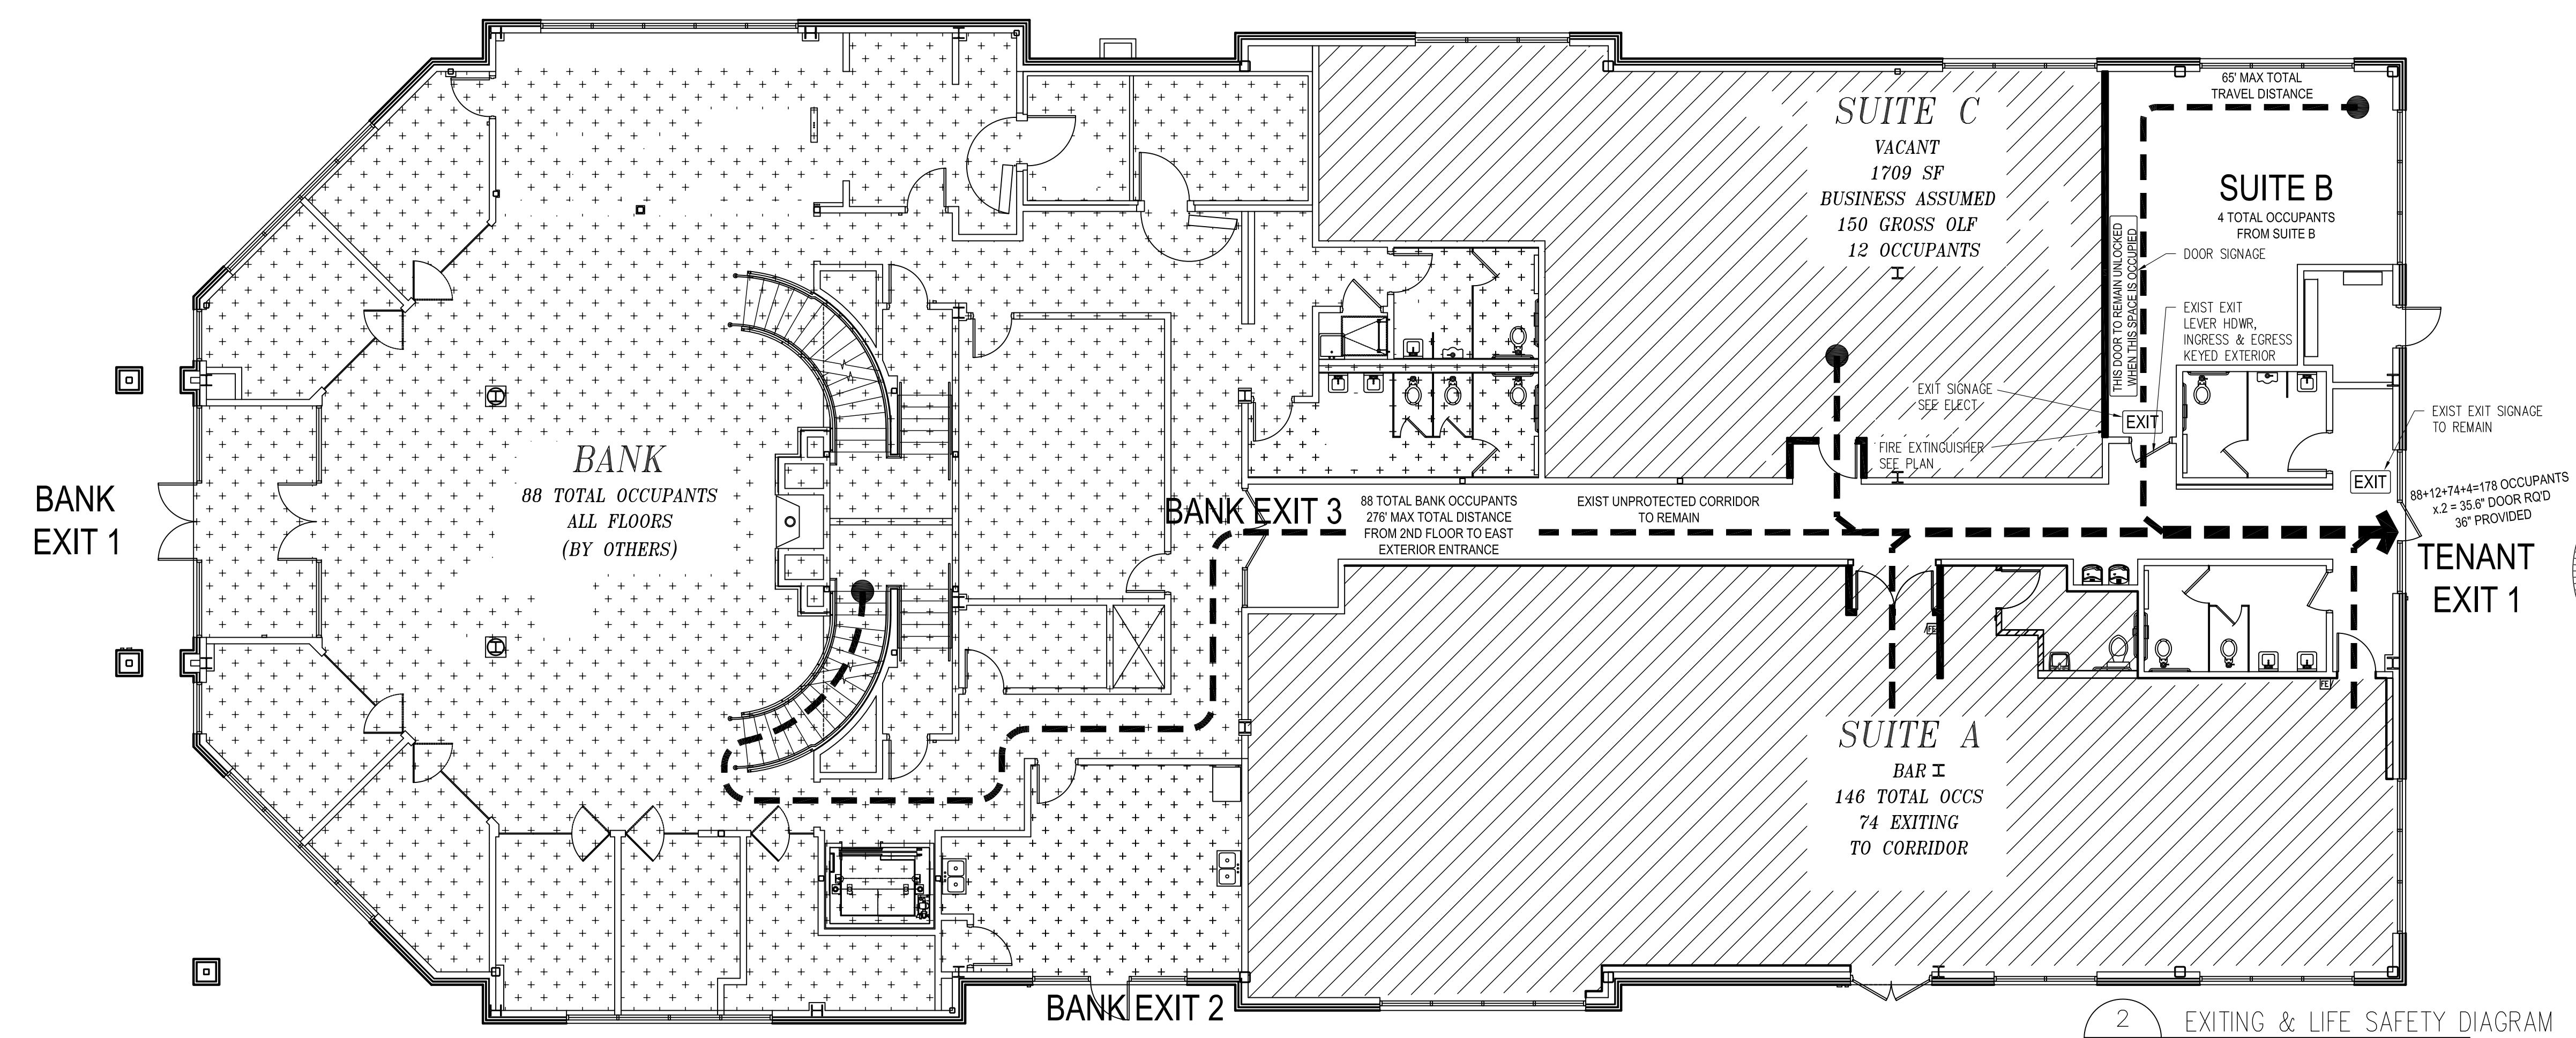 65' MAX TOTAL
TRAVEL DISTANCE
SUITE C
VACANT
1709 SF
BUSINESS ASSUMED
150 GROSS OLF
12 OCCUPANTS
SUITE B
4 TOTAL OCCUPANTS
FROM SUITE B
DOOR SIGNAGE
THIS DOOR TO REMAIN UNLOCKED
WHEN THIS SPACE IS OCCUPIED
EXIST EXIT
LEVER HDWR,
INGRESS & EGRESS
KEYED EXTERIOR
EXIT SIGNAGE
SEE ELECT
EXIT
EXIST EXIT SIGNAGE
TO REMAIN
FIRE EXTINGUISHER
SEE PLAN
EXIT
BANK
88 TOTAL OCCUPANTS
ALL FLOORS
(BY OTHERS)
BANK
EXIT 1
BANK EXIT 3
88 TOTAL BANK OCCUPANTS
276' MAX TOTAL DISTANCE
FROM 2ND FLOOR TO EAST
EXTERIOR ENTRANCE
EXIST UNPROTECTED CORRIDOR
TO REMAIN
88+12+74+4=178 OCCUPANTS
x.2 = 35.6" DOOR RQ'D
36" PROVIDED
TENANT
EXIT 1
FE
FE
SUITE A
BAR
146 TOTAL OCCS
74 EXITING
TO CORRIDOR
BANK EXIT 2
2
EXITING & LIFE SAFETY DIAGRAM